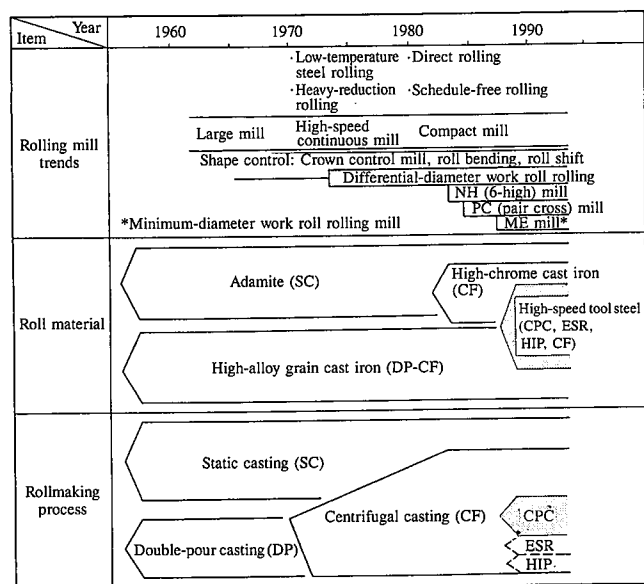 Year
Item
1960 1970 1980 1990
Rolling mill
trends
·Low-temperature
steel rolling
·Heavy-reduction
rolling
·Direct rolling
·Schedule-free rolling
Large mill
High-speed
continuous mill
Compact mill
Shape control: Crown control mill, roll bending, roll shift
Differential-diameter work roll rolling
NH (6-high) mill
PC (pair cross) mill
*Minimum-diameter work roll rolling mill
ME mill*
Roll material
Adamite (SC)
High-chrome cast iron
(CF)
High-speed tool steel
(CPC, ESR,
HIP, CF)
High-alloy grain cast iron (DP-CF)
Rollmaking
process
Static casting (SC)
Centrifugal casting (CF)
Double-pour casting (DP)
CPC
ESR
HIP